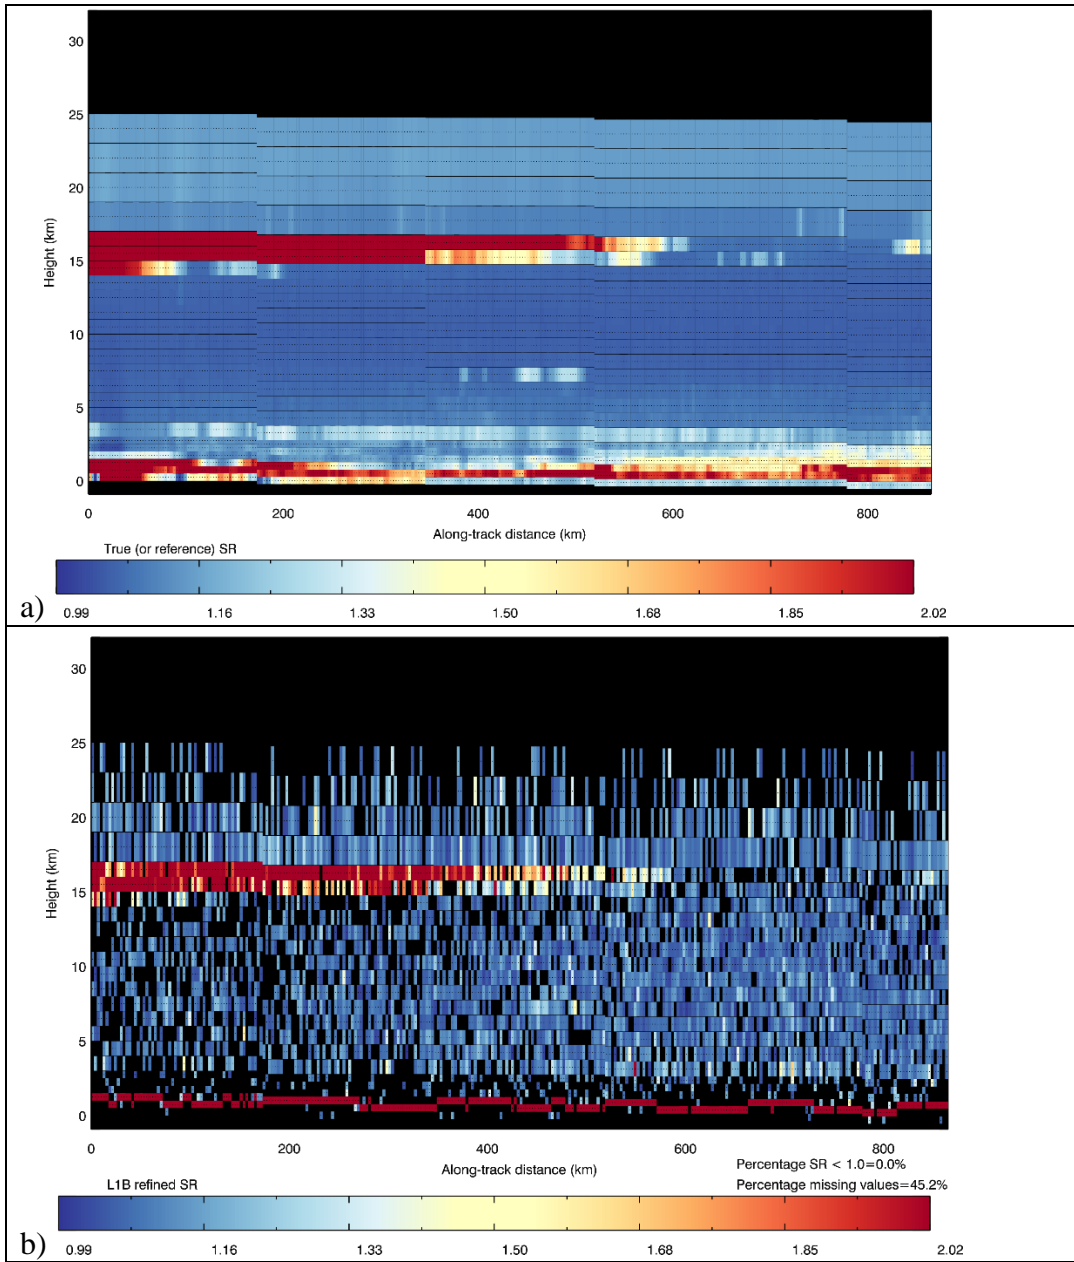 30
25
20
15
10
5
0
Height (km)
0 200 400 600 800
Along-track distance (km)
True (or reference) SR
0.99 1.16 1.33 1.50 1.68 1.85 2.02
a)
30
25
20
15
10
5
0
Height (km)
0 200 400 600 800
Along-track distance (km)
Percentage SR < 1.0=0.0%
L1B refined SR
Percentage missing values=45.2%
0.99 1.16 1.33 1.50 1.68 1.85 2.02
b)